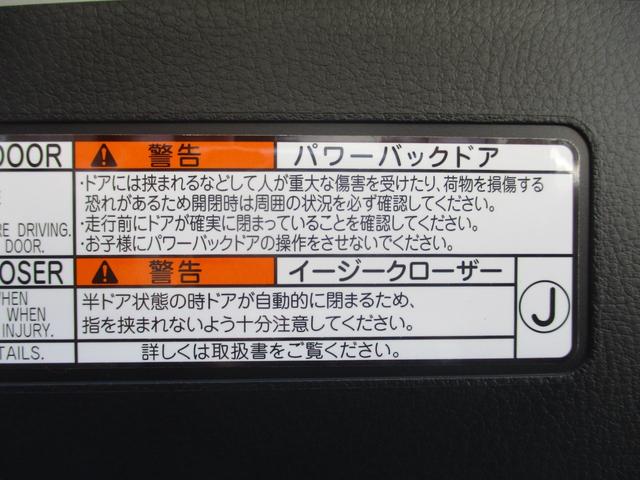 DOOR
警告
パワーバックドア
・ドアには挟まれるなどして人が重大な傷害を受けたり、荷物を損傷する
恐れがあるため開閉時は周囲の状況を必ず確認してください。
RE DRIVING.
・走行前にドアが確実に閉まっていることを確認してください。
DOOR.
・お子様にパワーバックドアの操作をさせないでください。
OSER
警告
イージークローザー
WHEN
WHEN
INJURY.
半ドア状態の時ドアが自動的に閉まるため、
指を挟まれないよう十分注意してください。
J
TAILS.
詳しくは取扱書をご覧ください。